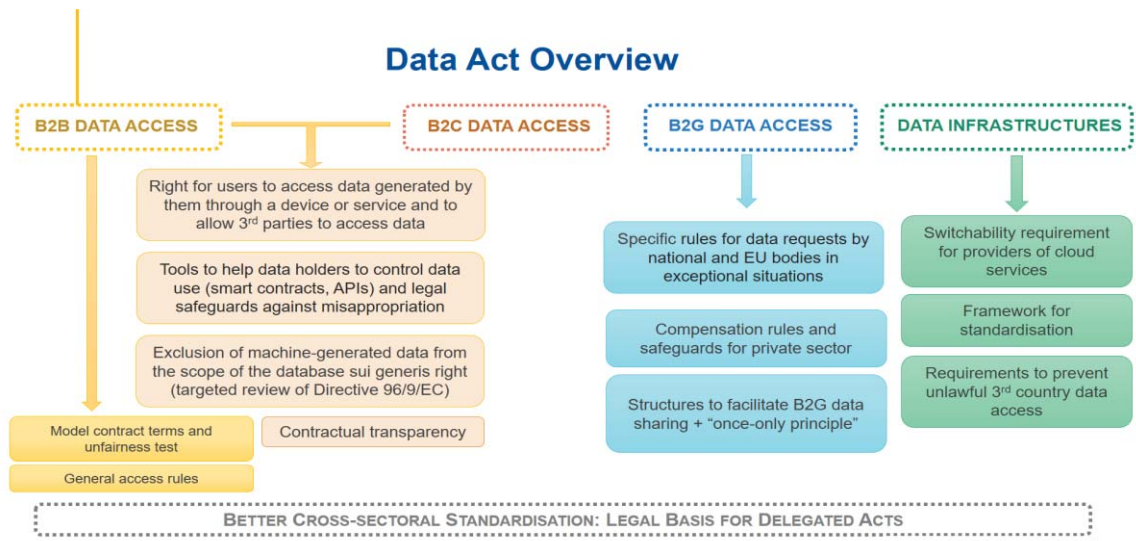 Data Act Overview
B2B DATA ACCESS
B2C DATA ACCESS
B2G DATA ACCESS
DATA INFRASTRUCTURES
Right for users to access data generated by
them through a device or service and to
allow 3rd parties to access data
Tools to help data holders to control data
use (smart contracts, APIs) and legal
safeguards against misappropriation
Exclusion of machine-generated data from
the scope of the database sui generis right
(targeted review of Directive 96/9/EC)
Model contract terms and
unfairness test
General access rules
Contractual transparency
Specific rules for data requests by
national and EU bodies in
exceptional situations
Compensation rules and
safeguards for private sector
Structures to facilitate B2G data
sharing + “once-only principle”
Switchability requirement
for providers of cloud
services
Framework for
standardisation
Requirements to prevent
unlawful 3rd country data
access
BETTER CROSS-SECTORAL STANDARDISATION: LEGAL BASIS FOR DELEGATED ACTS